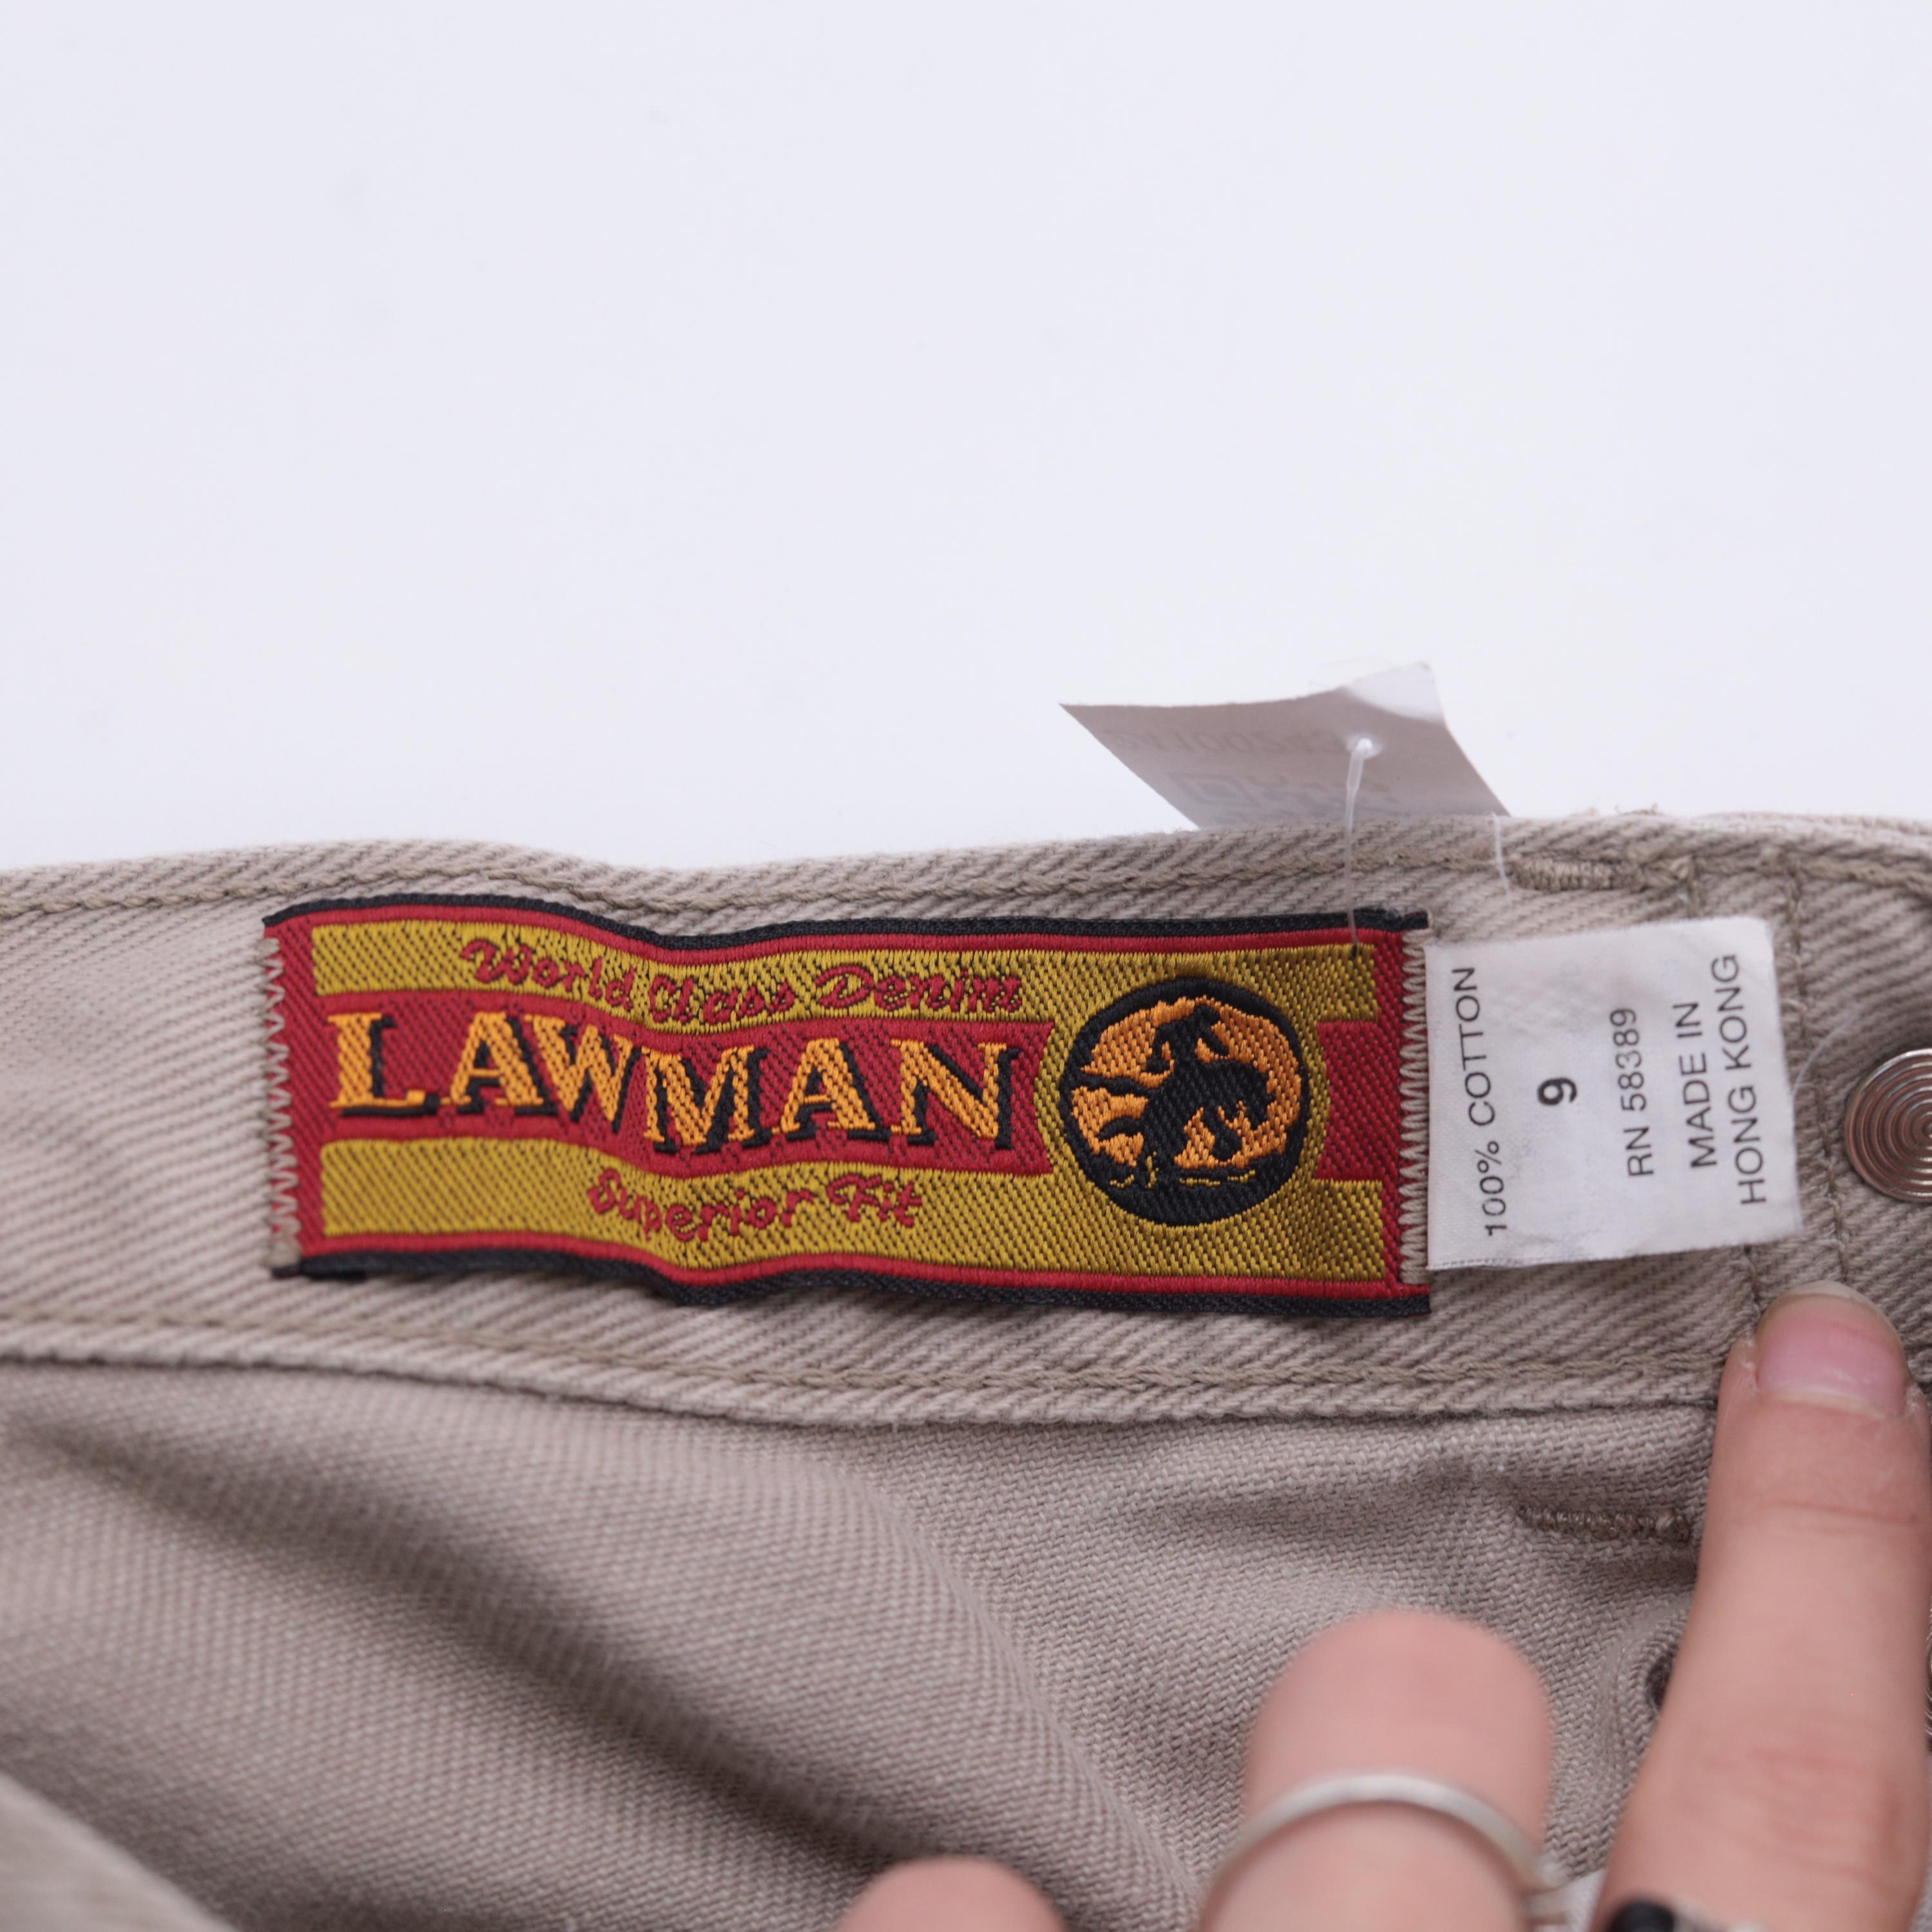 World Class Denim
LAWMAN
Superior Fit
100% COTTON
9
RN 58389
MADE IN
HONG KONG